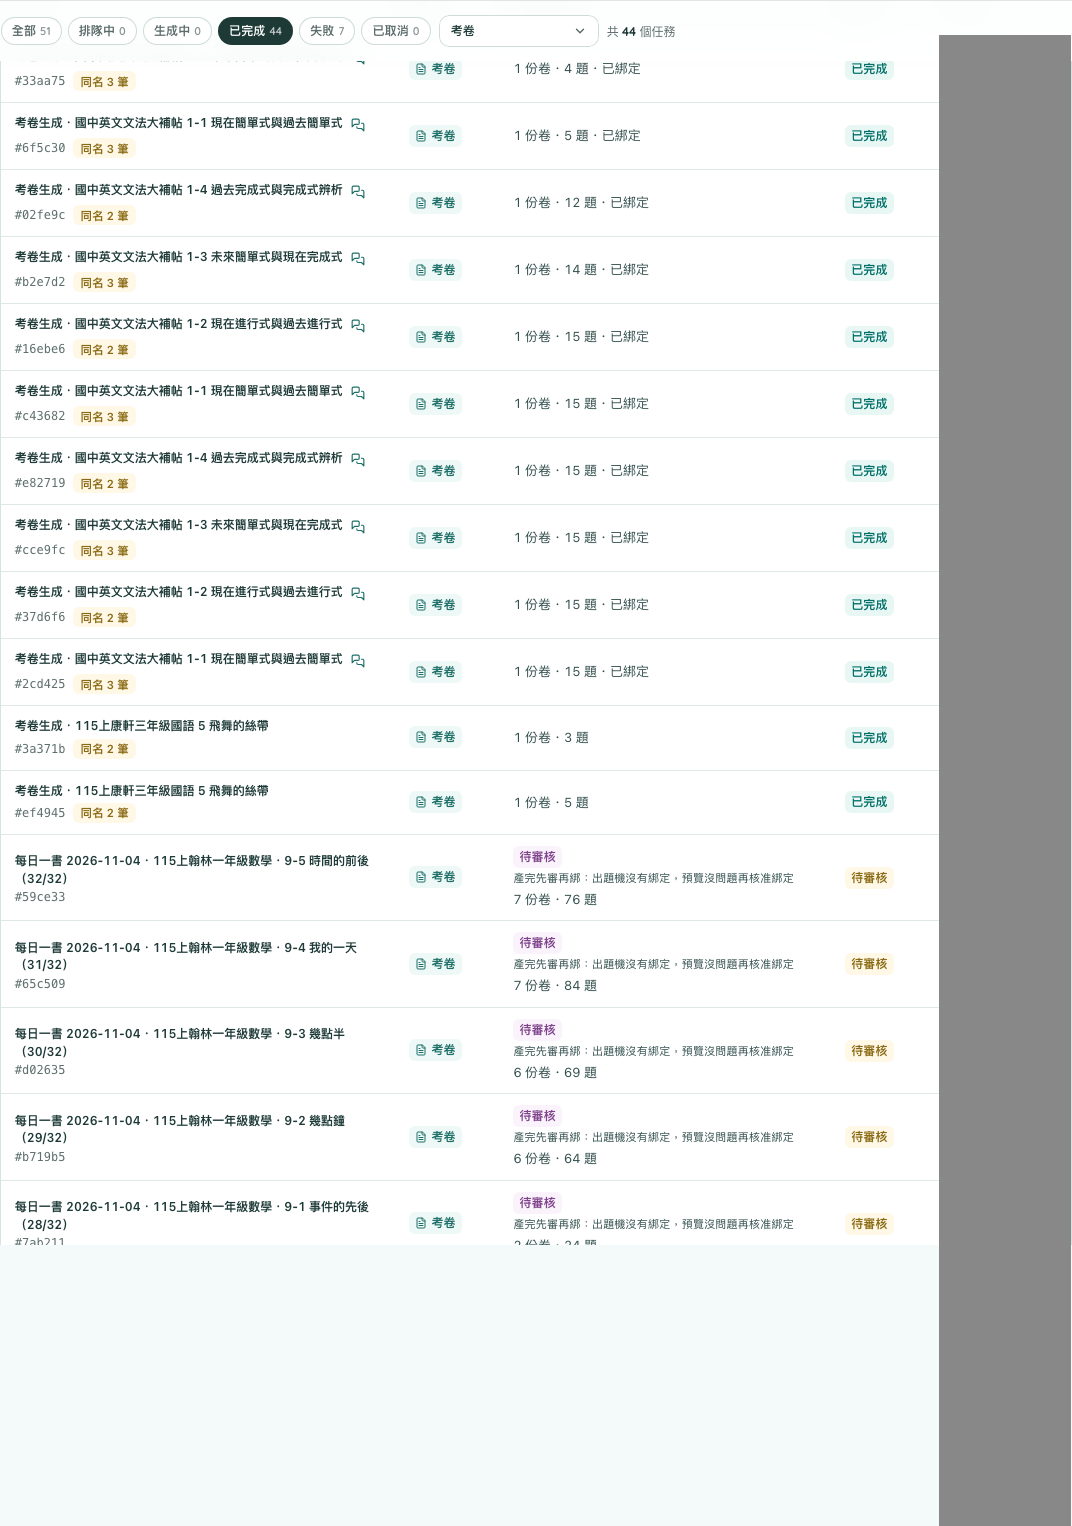 全部 51 排隊中 0 生成中 0 已完成 44 失敗 7 已取消 0 考卷 共 44 個任務
#33aa75 同名 3 筆 考卷 1 份卷 · 4 題 · 已綁定 已完成
考卷生成 · 國中英文文法大補帖 1-1 現在簡單式與過去簡單式
#6f5c30 同名 3 筆 考卷 1 份卷 · 5 題 · 已綁定 已完成
考卷生成 · 國中英文文法大補帖 1-4 過去完成式與完成式辨析
#02fe9c 同名 2 筆 考卷 1 份卷 · 12 題 · 已綁定 已完成
考卷生成 · 國中英文文法大補帖 1-3 未來簡單式與現在完成式
#b2e7d2 同名 3 筆 考卷 1 份卷 · 14 題 · 已綁定 已完成
考卷生成 · 國中英文文法大補帖 1-2 現在進行式與過去進行式
#16ebe6 同名 2 筆 考卷 1 份卷 · 15 題 · 已綁定 已完成
考卷生成 · 國中英文文法大補帖 1-1 現在簡單式與過去簡單式
#c43682 同名 3 筆 考卷 1 份卷 · 15 題 · 已綁定 已完成
考卷生成 · 國中英文文法大補帖 1-4 過去完成式與完成式辨析
#e82719 同名 2 筆 考卷 1 份卷 · 15 題 · 已綁定 已完成
考卷生成 · 國中英文文法大補帖 1-3 未來簡單式與現在完成式
#cce9fc 同名 3 筆 考卷 1 份卷 · 15 題 · 已綁定 已完成
考卷生成 · 國中英文文法大補帖 1-2 現在進行式與過去進行式
#37d6f6 同名 2 筆 考卷 1 份卷 · 15 題 · 已綁定 已完成
考卷生成 · 國中英文文法大補帖 1-1 現在簡單式與過去簡單式
#2cd425 同名 3 筆 考卷 1 份卷 · 15 題 · 已綁定 已完成
考卷生成 · 115上康軒三年級國語 5 飛舞的絲帶
#3a371b 同名 2 筆 考卷 1 份卷 · 3 題 已完成
考卷生成 · 115上康軒三年級國語 5 飛舞的絲帶
#ef4945 同名 2 筆 考卷 1 份卷 · 5 題 已完成
每日一書 2026-11-04 · 115上翰林一年級數學 · 9-5 時間的前後
（32/32）
#59ce33
考卷
待審核
產完先審再綁：出題機沒有綁定，預覽沒問題再核准綁定
7 份卷 · 76 題
待審核
每日一書 2026-11-04 · 115上翰林一年級數學 · 9-4 我的一天
（31/32）
#65c509
考卷
待審核
產完先審再綁：出題機沒有綁定，預覽沒問題再核准綁定
7 份卷 · 84 題
待審核
每日一書 2026-11-04 · 115上翰林一年級數學 · 9-3 幾點半
（30/32）
#d02635
考卷
待審核
產完先審再綁：出題機沒有綁定，預覽沒問題再核准綁定
6 份卷 · 69 題
待審核
每日一書 2026-11-04 · 115上翰林一年級數學 · 9-2 幾點鐘
（29/32）
#b719b5
考卷
待審核
產完先審再綁：出題機沒有綁定，預覽沒問題再核准綁定
6 份卷 · 64 題
待審核
每日一書 2026-11-04 · 115上翰林一年級數學 · 9-1 事件的先後
（28/32）
#7ab211
考卷
待審核
產完先審再綁：出題機沒有綁定，預覽沒問題再核准綁定
待審核